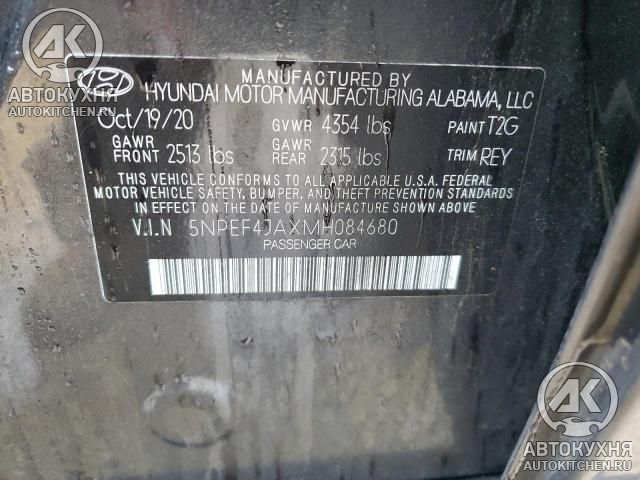 AK
АВТОКУХНЯ
AUTOKITCHEN.RU
MANUFACTURED BY
HYUNDAI MOTOR MANUFACTURING ALABAMA, LLC
Oct/19/20 GVWR 4354 lbs PAINT T2G
GAWR FRONT 2513 lbs GAWR REAR 2315 lbs TRIM REY
THIS VEHICLE CONFORMS TO ALL APPLICABLE U.S.A. FEDERAL
MOTOR VEHICLE SAFETY, BUMPER, AND THEFT PREVENTION STANDARDS
IN EFFECT ON THE DATE OF MANUFACTURE SHOWN ABOVE.
V.I.N 5NPEF4JAXMH084680
PASSENGER CAR
AK
АВТОКУХНЯ
AUTOKITCHEN.RU